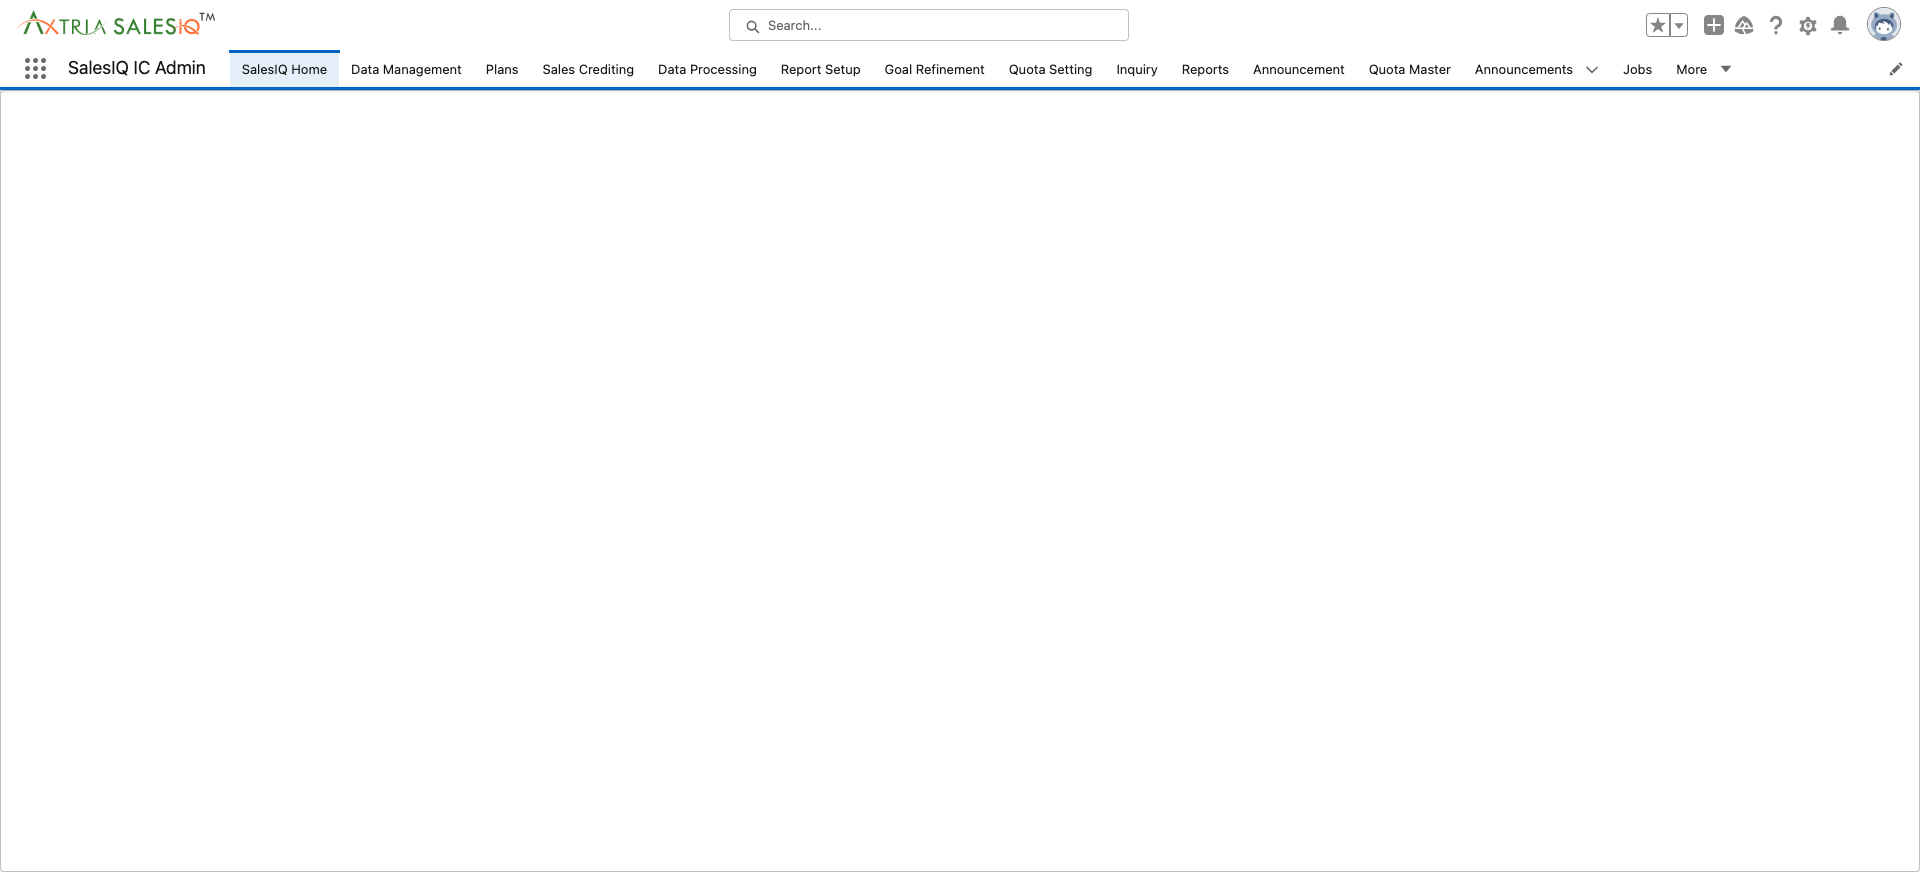 AXTRIA SALESIQ™
Search...
SalesIQ IC Admin SalesIQ Home Data Management Plans Sales Crediting Data Processing Report Setup Goal Refinement Quota Setting Inquiry Reports Announcement Quota Master Announcements Jobs More